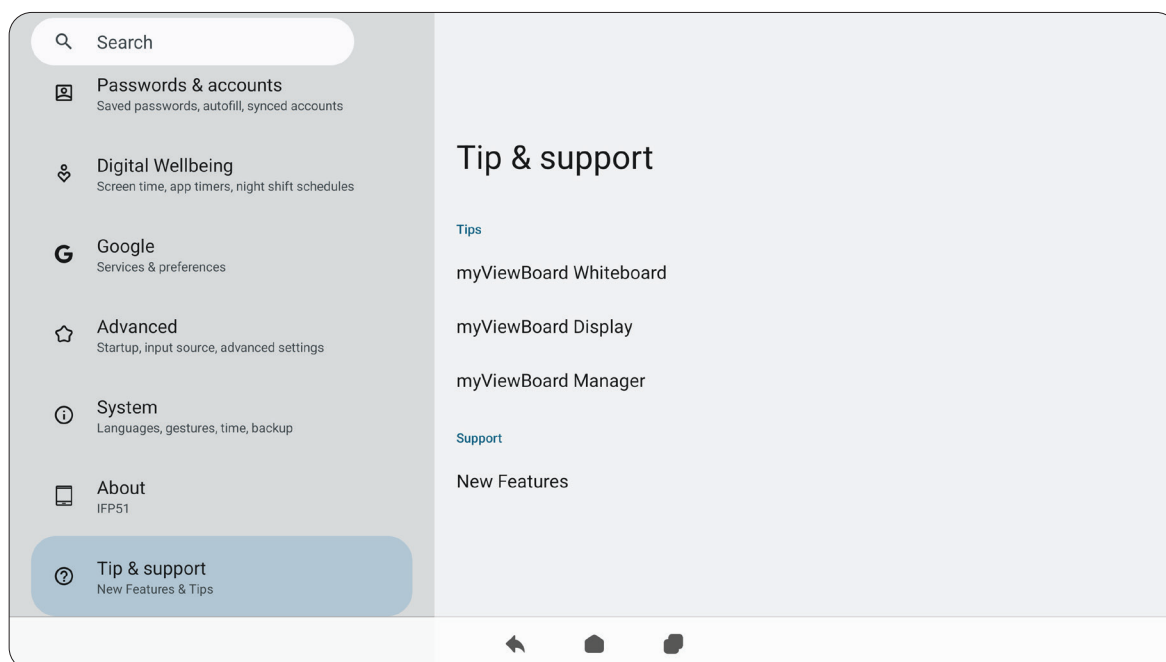 Search
Passwords & accounts
Saved passwords, autofill, synced accounts
Digital Wellbeing
Screen time, app timers, night shift schedules
Google
Services & preferences
Advanced
Startup, input source, advanced settings
System
Languages, gestures, time, backup
About
IFP51
Tip & support
New Features & Tips
Tip & support
Tips
myViewBoard Whiteboard
myViewBoard Display
myViewBoard Manager
Support
New Features